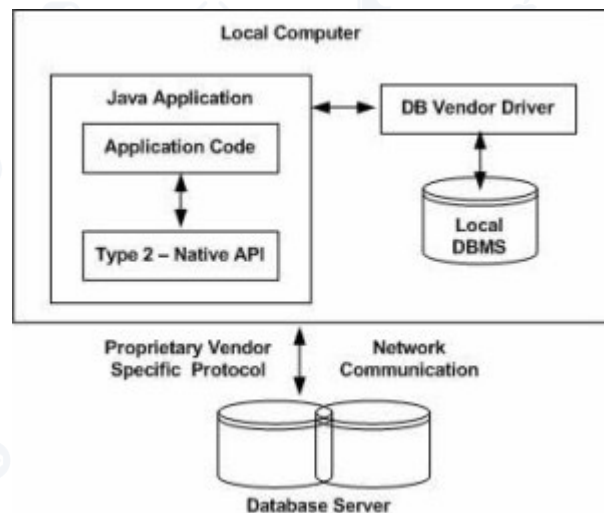 Local Computer
Java Application
Application Code
Type 2 – Native API
DB Vendor Driver
Local
DBMS
Proprietary Vendor
Specific Protocol
Network
Communication
Database Server